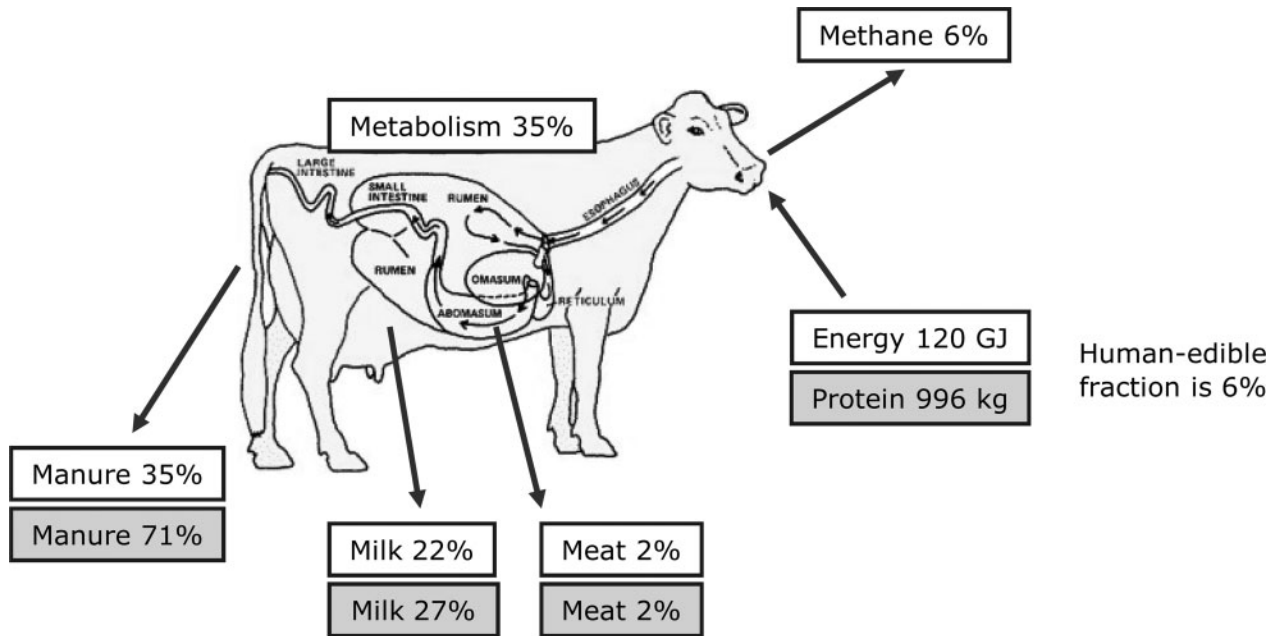 Methane 6%
Metabolism 35%
LARGE
INTESTINE
SMALL
INTESTINE
RUMEN
ESOPHAGUS
RUMEN
OMASUM
RETICULUM
ABOMASUM
Energy 120 GJ
Protein 996 kg
Human-edible
fraction is 6%
Manure 35%
Manure 71%
Milk 22%
Milk 27%
Meat 2%
Meat 2%